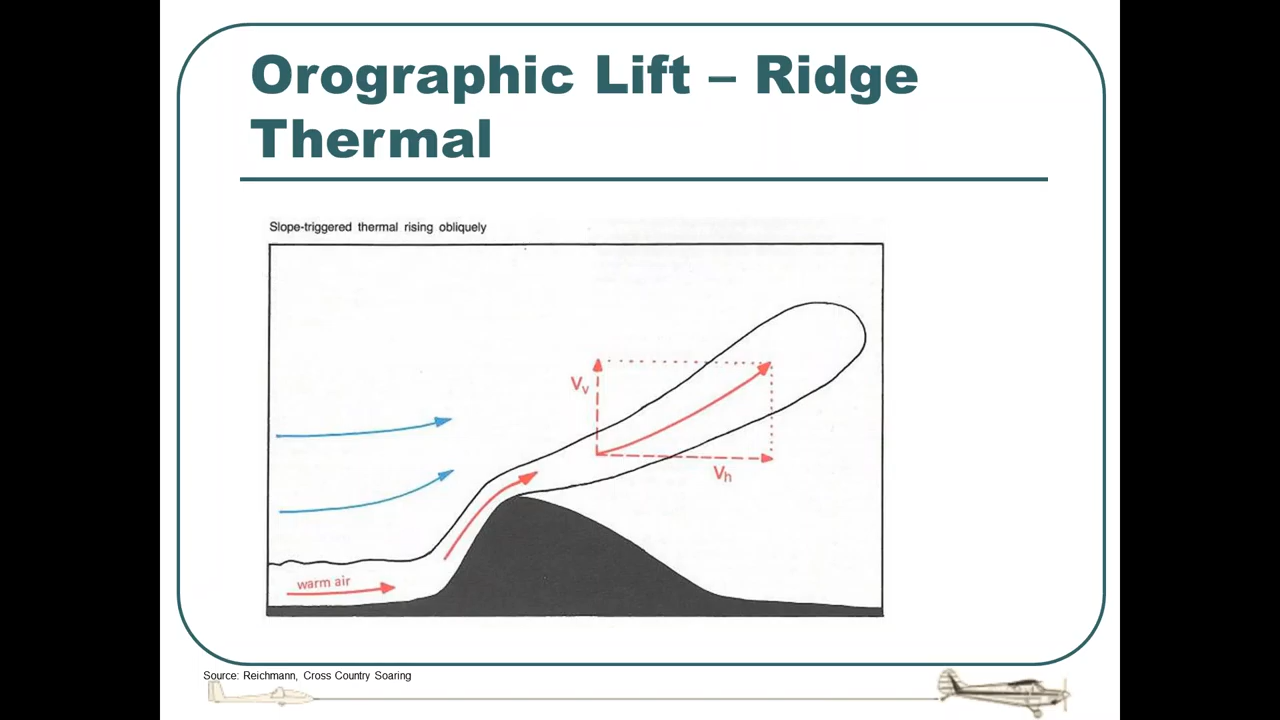 Orographic Lift – Ridge
Thermal
Slope-triggered thermal rising obliquely
Vv
Vh
warm air
Source: Reichmann, Cross Country Soaring